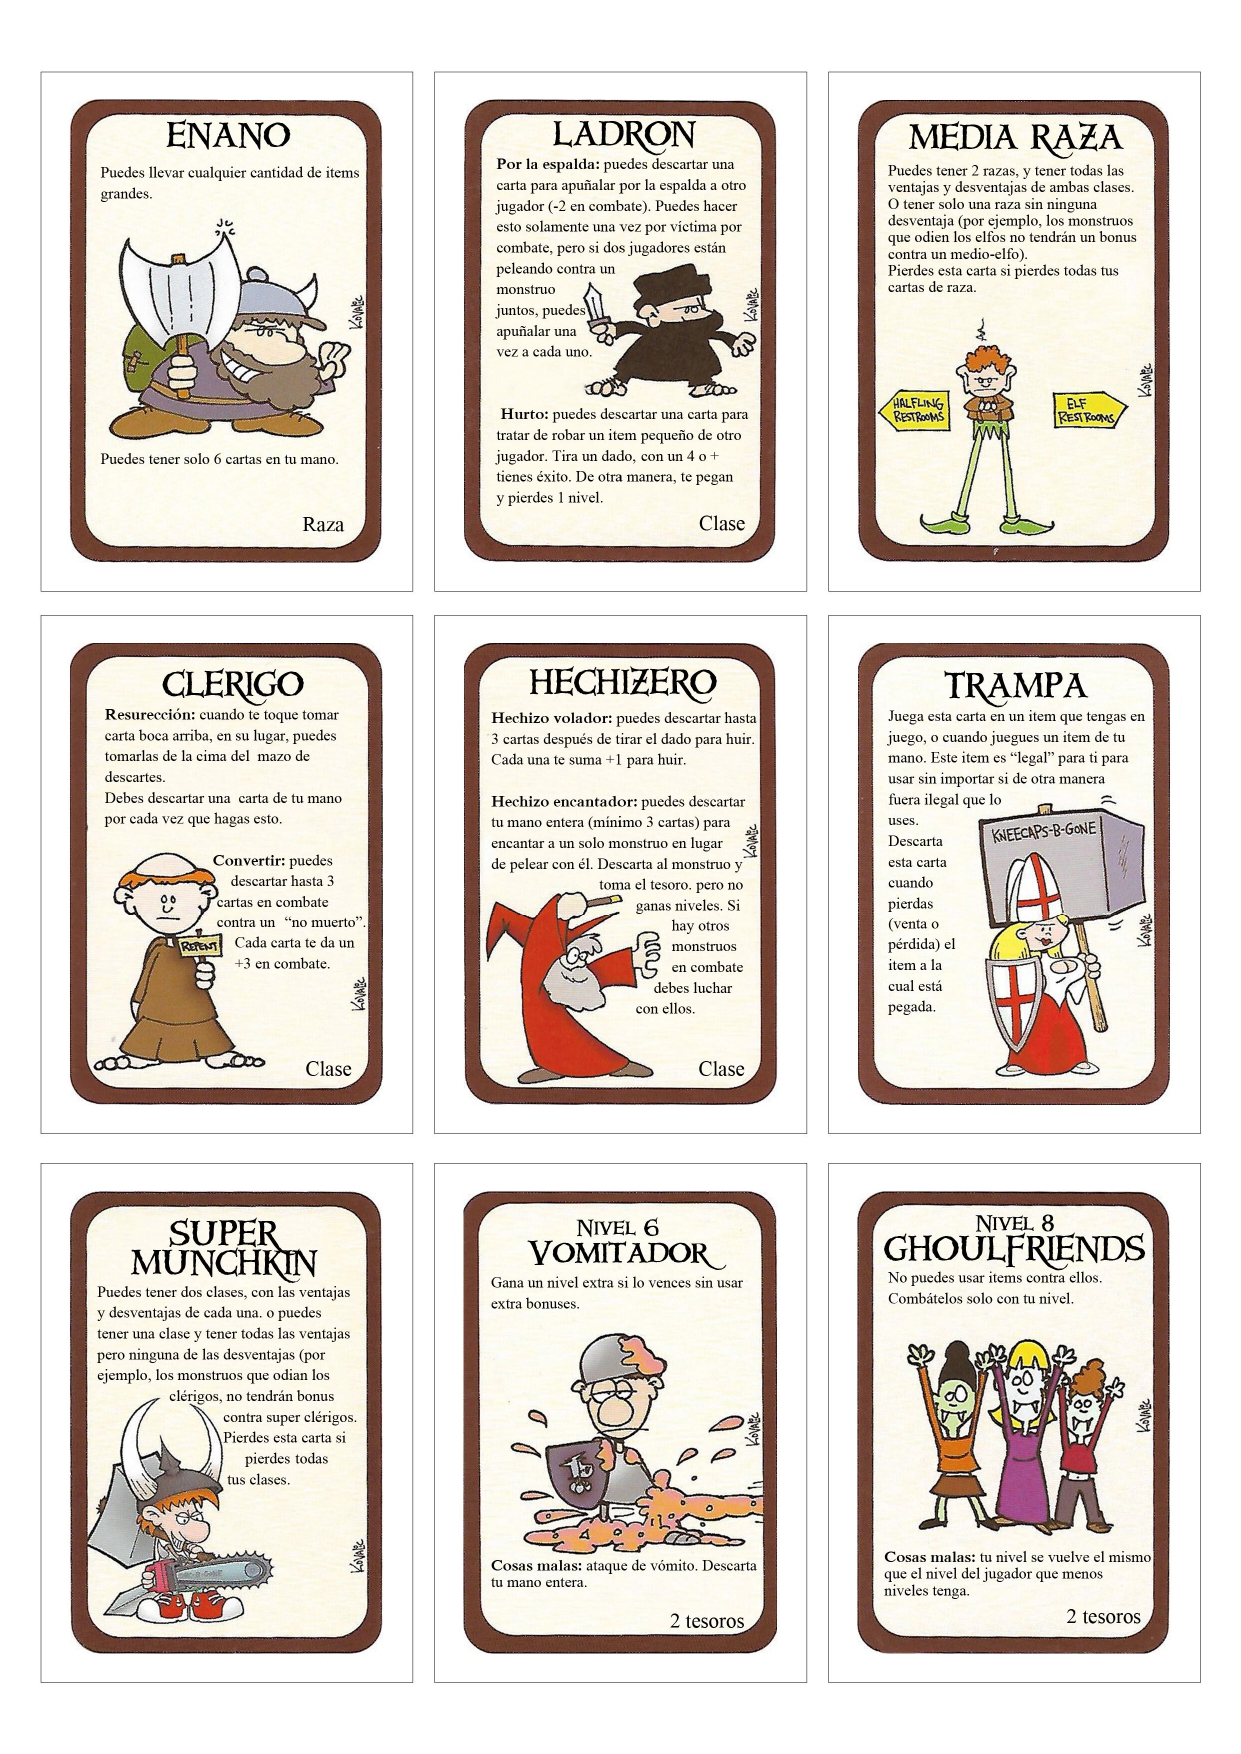 ENANO
Puedes llevar cualquier cantidad de items
grandes.
KOVALIC
Puedes tener solo 6 cartas en tu mano.
Raza
LADRON
Por la espalda: puedes descartar una
carta para apuñalar por la espalda a otro
jugador (-2 en combate). Puedes hacer
esto solamente una vez por víctima por
combate, pero si dos jugadores están
peleando contra un
monstruo
juntos, puedes
apuñalar una
vez a cada uno.
KOVALIC
Hurto: puedes descartar una carta para
tratar de robar un item pequeño de otro
jugador. Tira un dado, con un 4 o +
tienes éxito. De otra manera, te pegan
y pierdes 1 nivel.
Clase
MEDIA RAZA
Puedes tener 2 razas, y tener todas las
ventajas y desventajas de ambas clases.
O tener solo una raza sin ninguna
desventaja (por ejemplo, los monstruos
que odien los elfos no tendrán un bonus
contra un medio-elfo).
Pierdes esta carta si pierdes todas tus
cartas de raza.
KOVALIC
HALFLING
RESTROOMS
ELF
RESTROOMS
CLERIGO
Resurección: cuando te toque tomar
carta boca arriba, en su lugar, puedes
tomarlas de la cima del mazo de
descartes.
Debes descartar una carta de tu mano
por cada vez que hagas esto.
Convertir: puedes
descartar hasta 3
cartas en combate
contra un “no muerto”.
Cada carta te da un
+3 en combate.
REPENT
KOVALIC
Clase
HECHIZERO
Hechizo volador: puedes descartar hasta
3 cartas después de tirar el dado para huir.
Cada una te suma +1 para huir.
Hechizo encantador: puedes descartar
tu mano entera (mínimo 3 cartas) para
encantar a un solo monstruo en lugar
de pelear con él. Descarta al monstruo y
toma el tesoro. pero no
ganas niveles. Si
hay otros
monstruos
en combate
debes luchar
con ellos.
KOVALIC
Clase
TRAMPA
Juega esta carta en un item que tengas en
juego, o cuando juegues un item de tu
mano. Este item es “legal” para ti para
usar sin importar si de otra manera
fuera ilegal que lo
uses.
Descarta
esta carta
cuando
pierdas
(venta o
pérdida) el
item a la
cual está
pegada.
KNEECAPS-B-GONE
KOVALIC
SUPER
MUNCHKIN
Puedes tener dos clases, con las ventajas
y desventajas de cada una. o puedes
tener una clase y tener todas las ventajas
pero ninguna de las desventajas (por
ejemplo, los monstruos que odian los
clérigos, no tendrán bonus
contra super clérigos.
Pierdes esta carta si
pierdes todas
tus clases.
KOVALIC
NIVEL 6
VOMITADOR
Gana un nivel extra si lo vences sin usar
extra bonuses.
KOVALIC
Cosas malas: ataque de vómito. Descarta
tu mano entera.
2 tesoros
NIVEL 8
GHOULFRIENDS
No puedes usar items contra ellos.
Combátelos solo con tu nivel.
KOVALIC
Cosas malas: tu nivel se vuelve el mismo
que el nivel del jugador que menos
niveles tenga.
2 tesoros